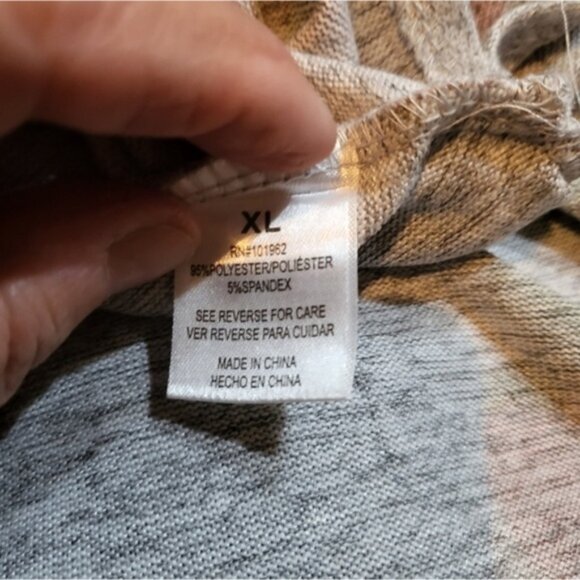 XL
RN#101962
95%POLYESTER/POLIÉSTER
5%SPANDEX
SEE REVERSE FOR CARE
VER REVERSE PARA CUIDAR
MADE IN CHINA
HECHO EN CHINA